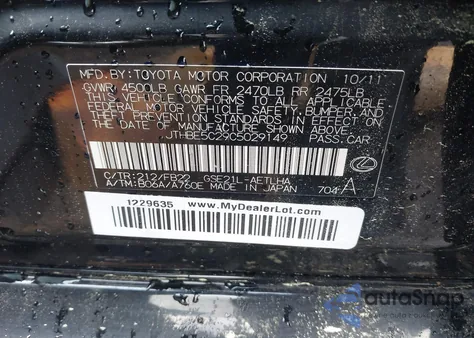 MFD. BY: TOYOTA MOTOR CORPORATION 10/11
GVWR 4500LB GAWR FR 2470LB RR 2475LB
THIS VEHICLE CONFORMS TO ALL APPLICABLE
FEDERAL MOTOR VEHICLE SAFETY,
BUMPER, AND THEFT PREVENTION STANDARDS
IN EFFECT ON THE DATE OF MANUFACTURE
SHOWN ABOVE.
JTHBE5C29C5029149 PASS.CAR
C/TR: 212/FB22 GSE21L-AETLHA
A/TM: B06A/A760E MADE IN JAPAN 704 A
1229635 www.MyDealerLot.com
autoSnap